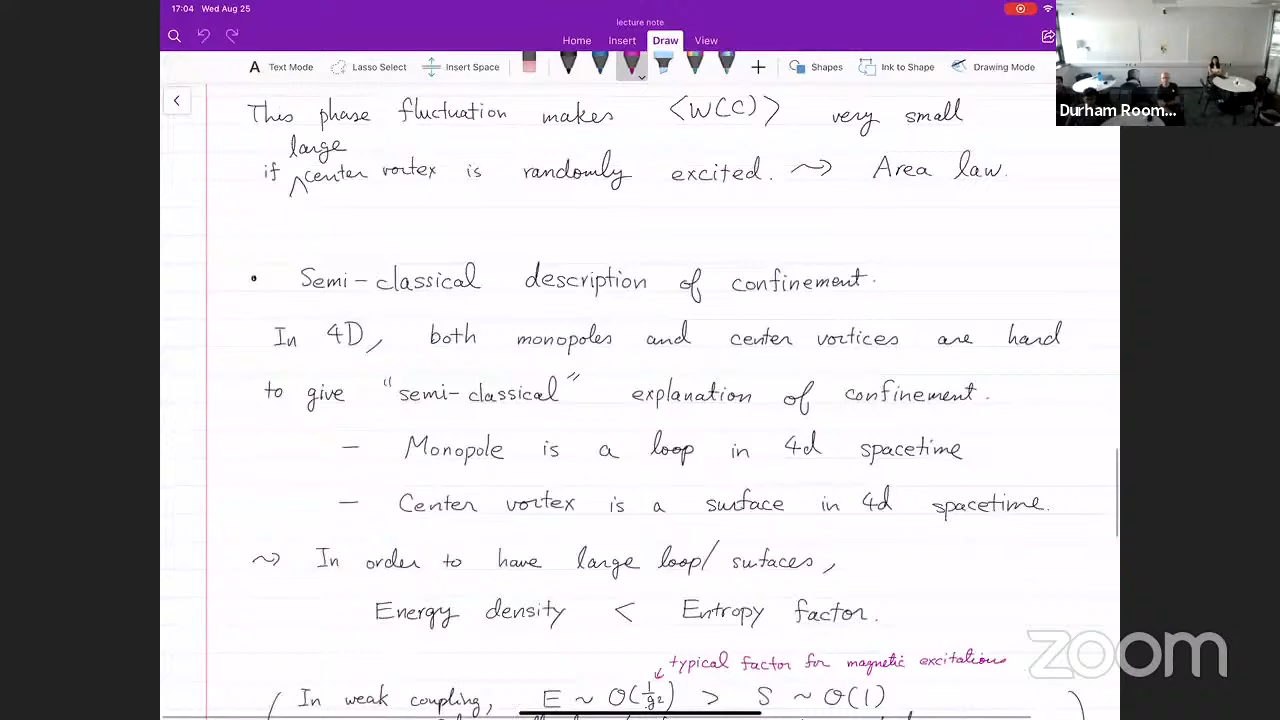 17:04 Wed Aug 25
lecture note
Home Insert Draw View
Text Mode Lasso Select Insert Space Shapes Ink to Shape Drawing Mode
Durham Room...
This phase fluctuation makes <W(C)> very small
large
if ∧center vortex is randomly excited. ⇝ Area law.
• Semi-classical description of confinement.
In 4D, both monopoles and center vortices are hard
to give "semi-classical" explanation of confinement.
— Monopole is a loop in 4d spacetime
— Center vortex is a surface in 4d spacetime.
⇝ In order to have large loop/surfaces,
Energy density < Entropy factor.
typical factor for magnetic excitations
( In weak coupling, E ~ O(1/g²) > S ~ O(1) )
zoom